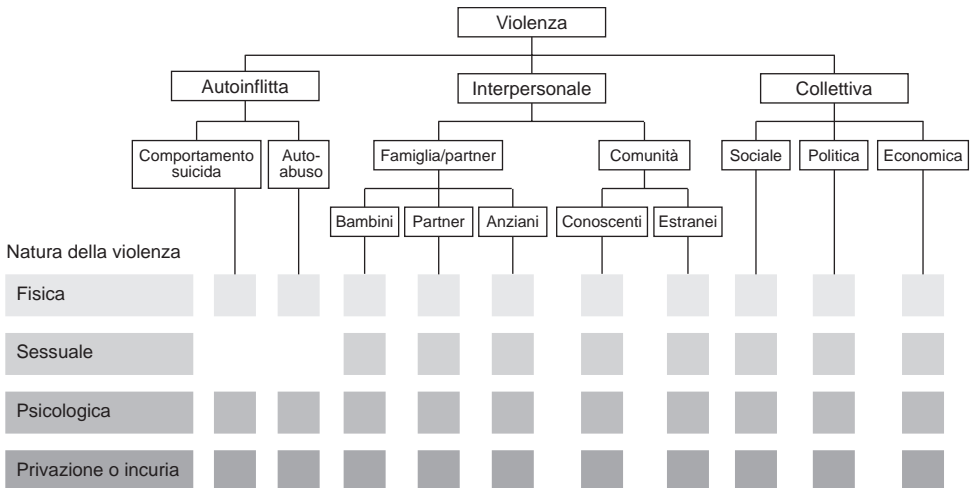 Violenza
Autoinflitta
Interpersonale
Collettiva
Comportamento
suicida
Auto-
abuso
Famiglia/partner
Comunità
Sociale
Politica
Economica
Bambini
Partner
Anziani
Conoscenti
Estranei
Natura della violenza
Fisica
Sessuale
Psicologica
Privazione o incuria